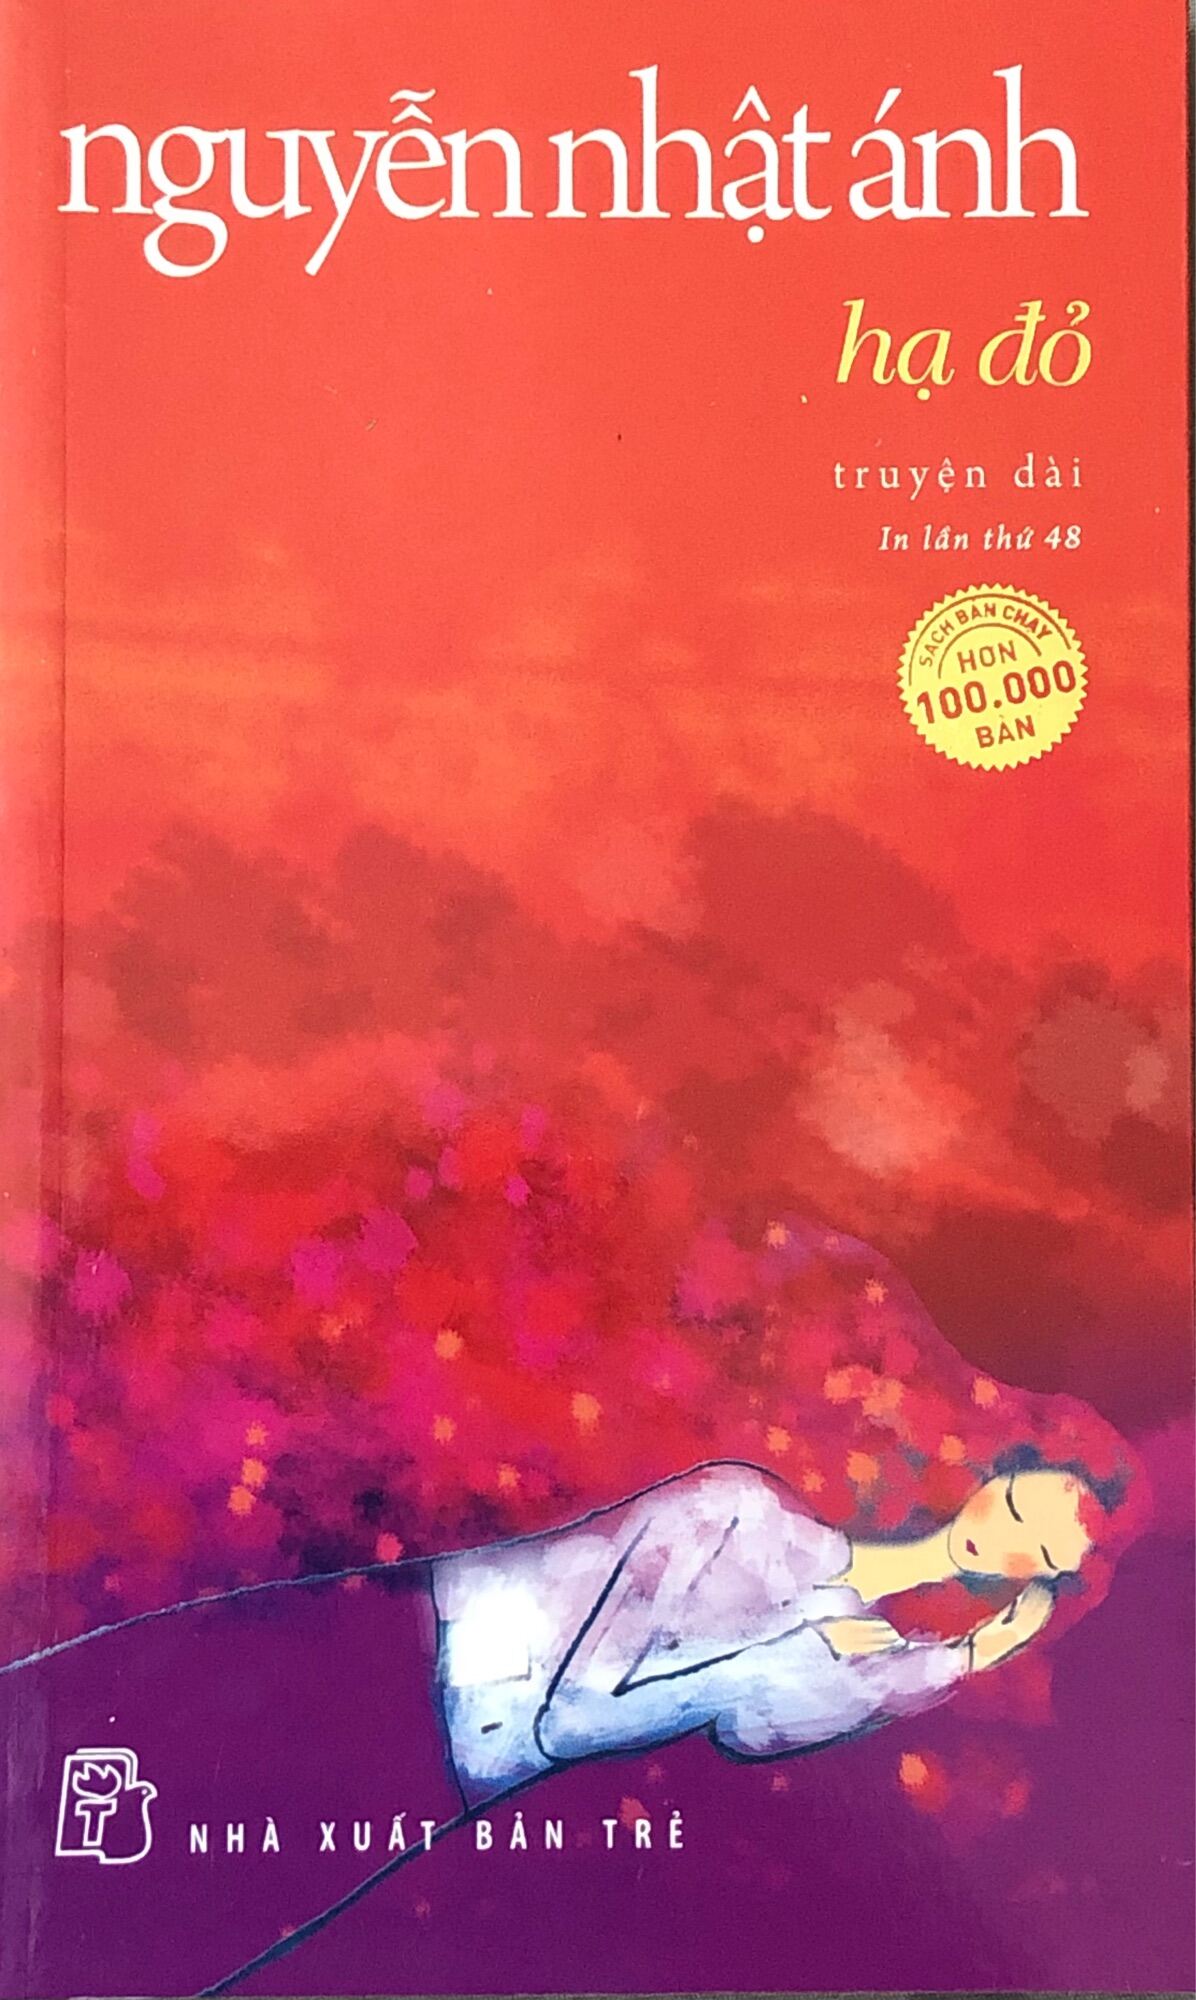 nguyễn nhật ánh
hạ đỏ
truyện dài
In lần thứ 48
SÁCH BÁN CHẠY
HƠN
100.000
BẢN
T
NHÀ XUẤT BẢN TRẺ